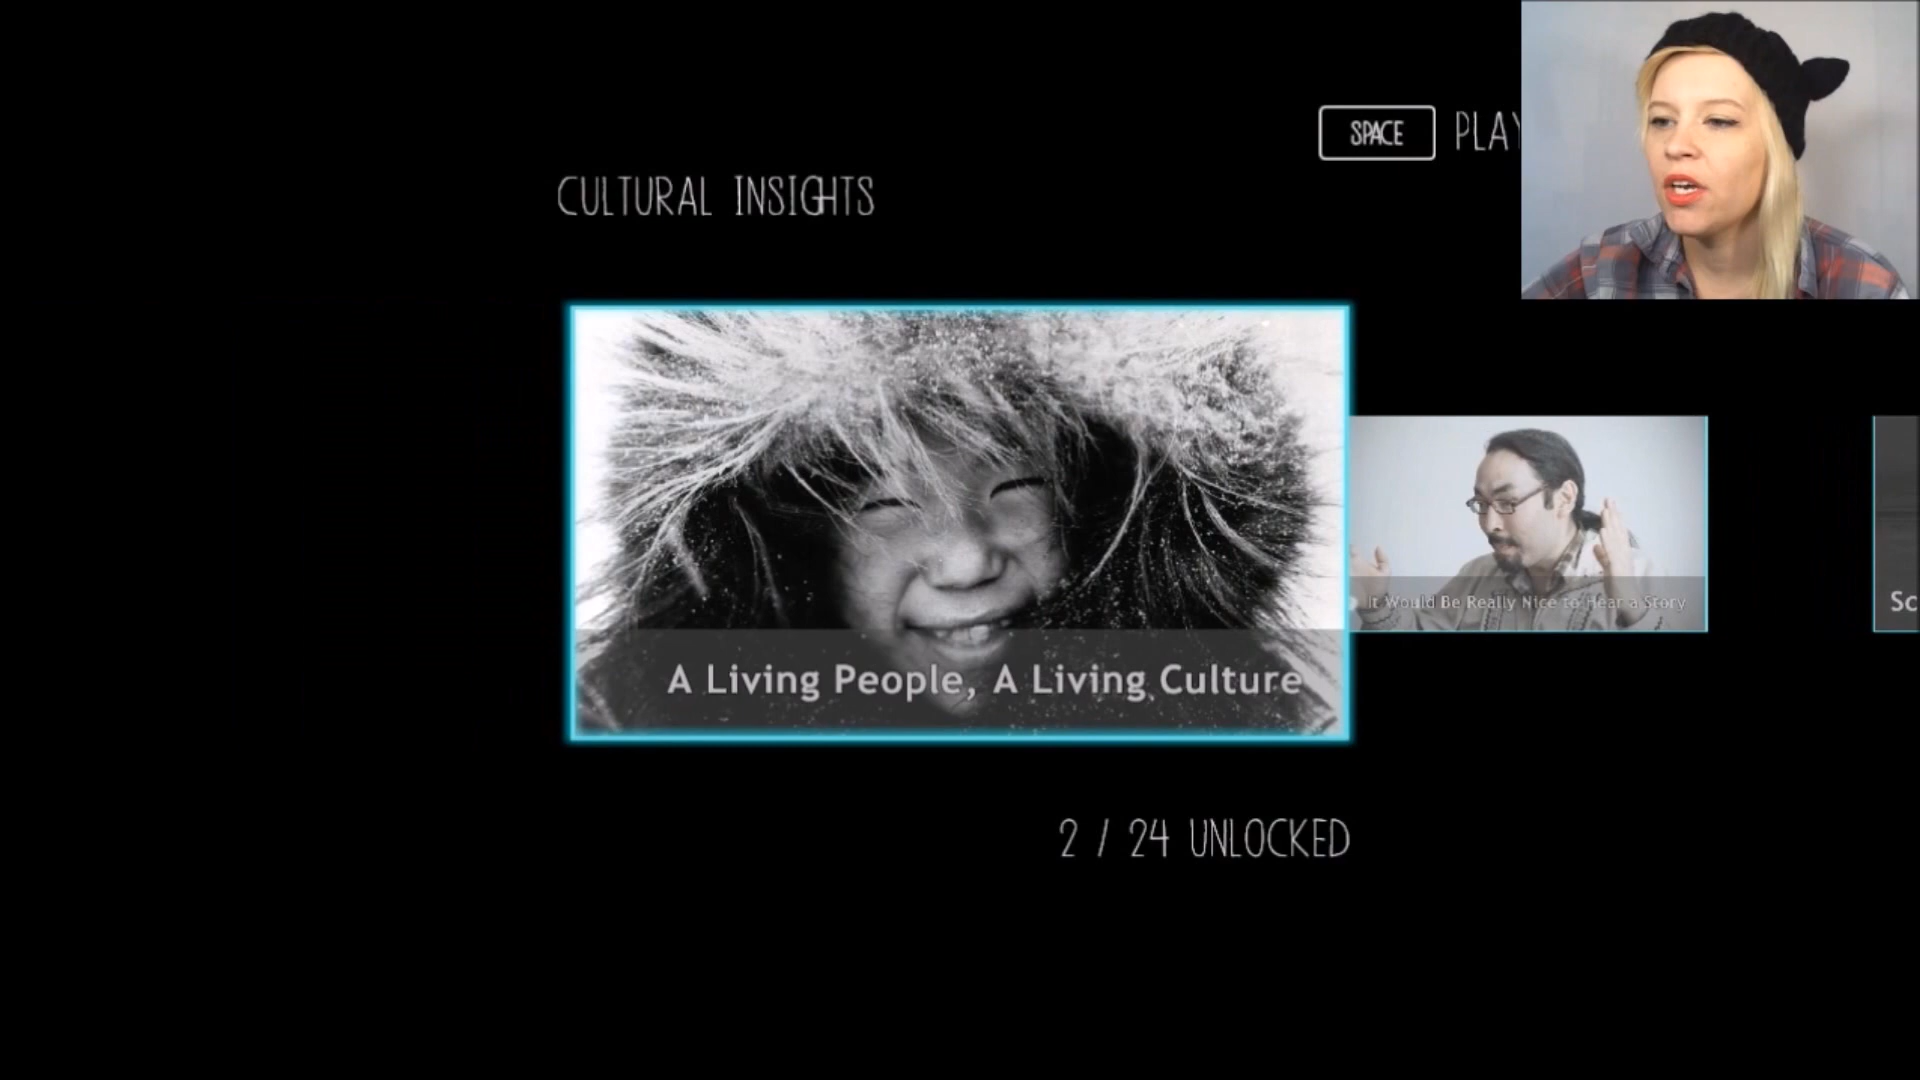 SPACE PLAY
CULTURAL INSIGHTS
A Living People, A Living Culture
It Would Be Really Nice to Hear a Story
Sc
2 / 24 UNLOCKED